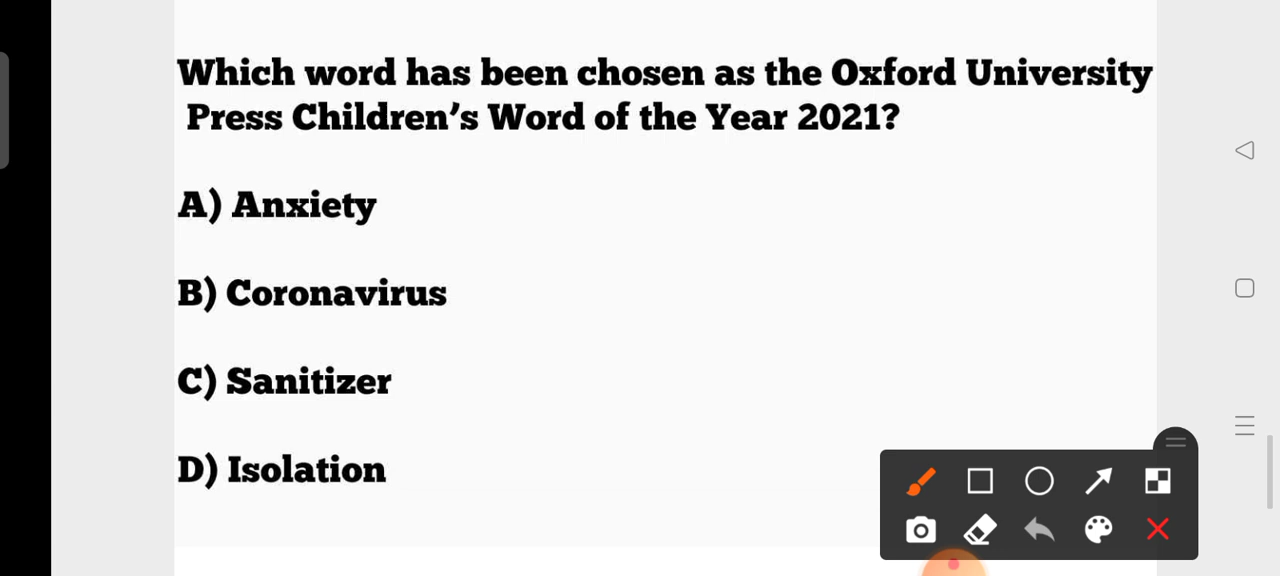 Which word has been chosen as the Oxford University
Press Children’s Word of the Year 2021?
A) Anxiety
B) Coronavirus
C) Sanitizer
D) Isolation